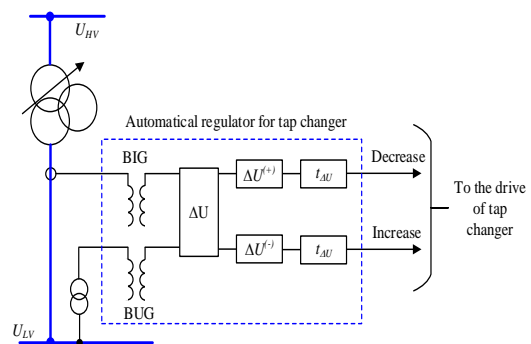 U_HV
Automatical regulator for tap changer
BIG
ΔU
ΔU(+)
t_ΔU
Decrease
To the drive
of tap
changer
ΔU(-)
t_ΔU
Increase
BUG
U_LV